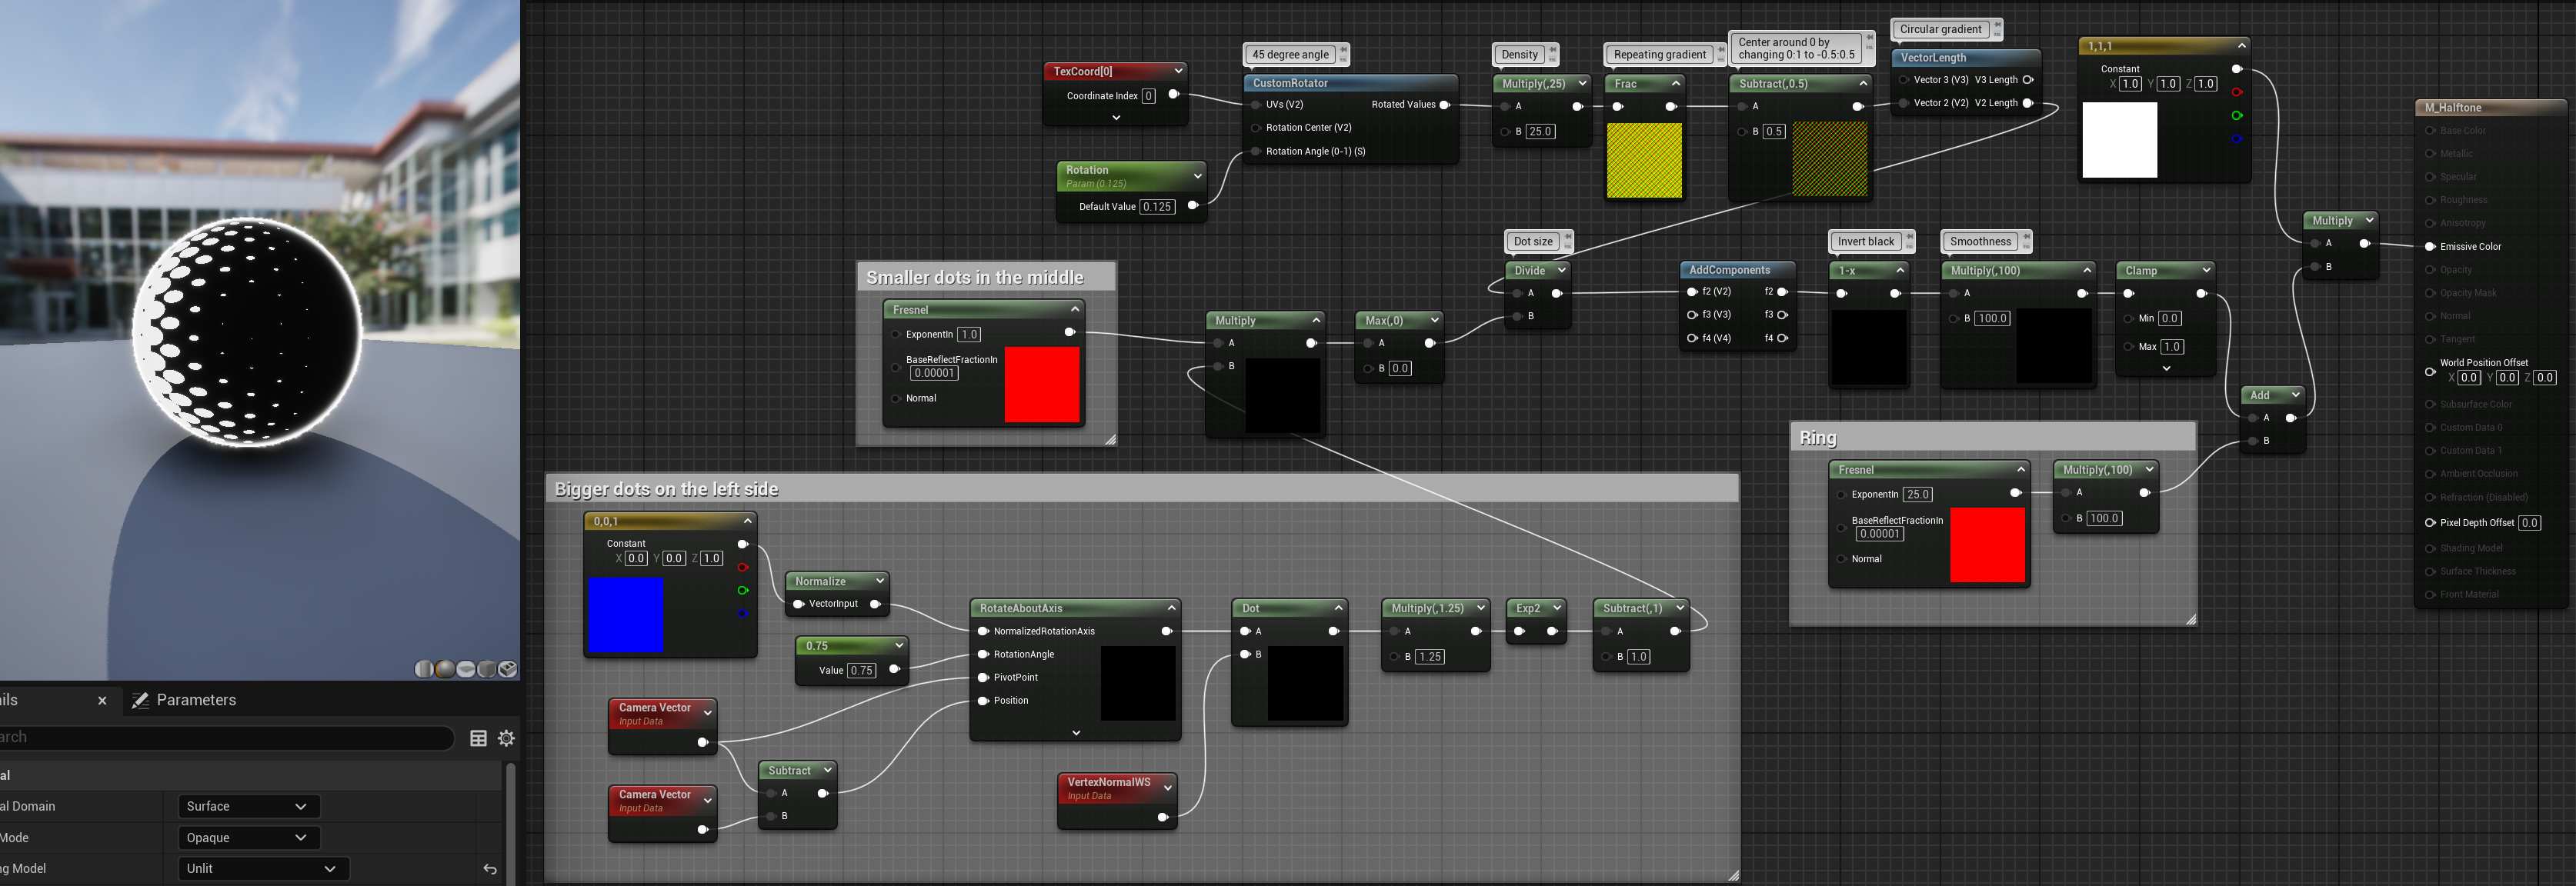 Circular gradient
Center around 0 by
changing 0:1 to -0.5:0.5
45 degree angle
Density
Repeating gradient
1,1,1
Constant
X 1.0 Y 1.0 Z 1.0
TexCoord[0]
Coordinate Index 0
CustomRotator
UVs (V2) Rotated Values
Rotation Center (V2)
Rotation Angle (0-1) (S)
Multiply(,25)
A
B 25.0
Frac
Subtract(,0.5)
A
B 0.5
VectorLength
Vector 3 (V3) V3 Length
Vector 2 (V2) V2 Length
Rotation
Param (0.125)
Default Value 0.125
M_Halftone
Base Color
Metallic
Specular
Roughness
Anisotropy
Emissive Color
Opacity
Opacity Mask
Normal
Tangent
World Position Offset
X 0.0 Y 0.0 Z 0.0
Subsurface Color
Custom Data 0
Custom Data 1
Ambient Occlusion
Refraction (Disabled)
Pixel Depth Offset 0.0
Shading Model
Surface Thickness
Front Material
Multiply
A
B
Dot size
Divide
A
B
AddComponents
f2 (V2) f2
f3 (V3) f3
f4 (V4) f4
Invert black
1-x
Smoothness
Multiply(,100)
A
B 100.0
Clamp
Min 0.0
Max 1.0
Add
A
B
Smaller dots in the middle
Fresnel
ExponentIn 1.0
BaseReflectFractionIn
0.00001
Normal
Multiply
A
B
Max(,0)
A
B 0.0
Ring
Fresnel
ExponentIn 25.0
BaseReflectFractionIn
0.00001
Normal
Multiply(,100)
A
B 100.0
Bigger dots on the left side
0,0,1
Constant
X 0.0 Y 0.0 Z 1.0
Normalize
VectorInput
0.75
Value 0.75
Camera Vector
Input Data
Camera Vector
Input Data
Subtract
A
B
RotateAboutAxis
NormalizedRotationAxis
RotationAngle
PivotPoint
Position
VertexNormalWS
Input Data
Dot
A
B
Multiply(,1.25)
A
B 1.25
Exp2
Subtract(,1)
A
B 1.0
ils
Parameters
arch
al
al Domain Surface
Mode Opaque
ng Model Unlit